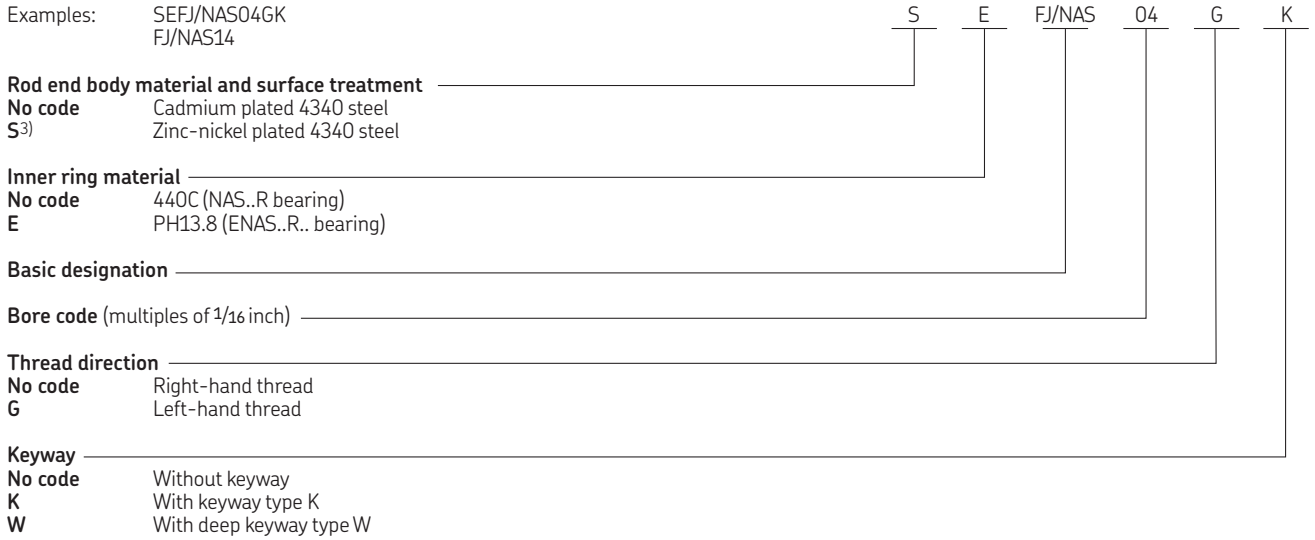 Examples: SEFJ/NAS04GK S E FJ/NAS 04 G K
FJ/NAS14
Rod end body material and surface treatment
No code Cadmium plated 4340 steel
S3) Zinc-nickel plated 4340 steel
Inner ring material
No code 440C (NAS..R bearing)
E PH13.8 (ENAS..R.. bearing)
Basic designation
Bore code (multiples of 1/16 inch)
Thread direction
No code Right-hand thread
G Left-hand thread
Keyway
No code Without keyway
K With keyway type K
W With deep keyway type W